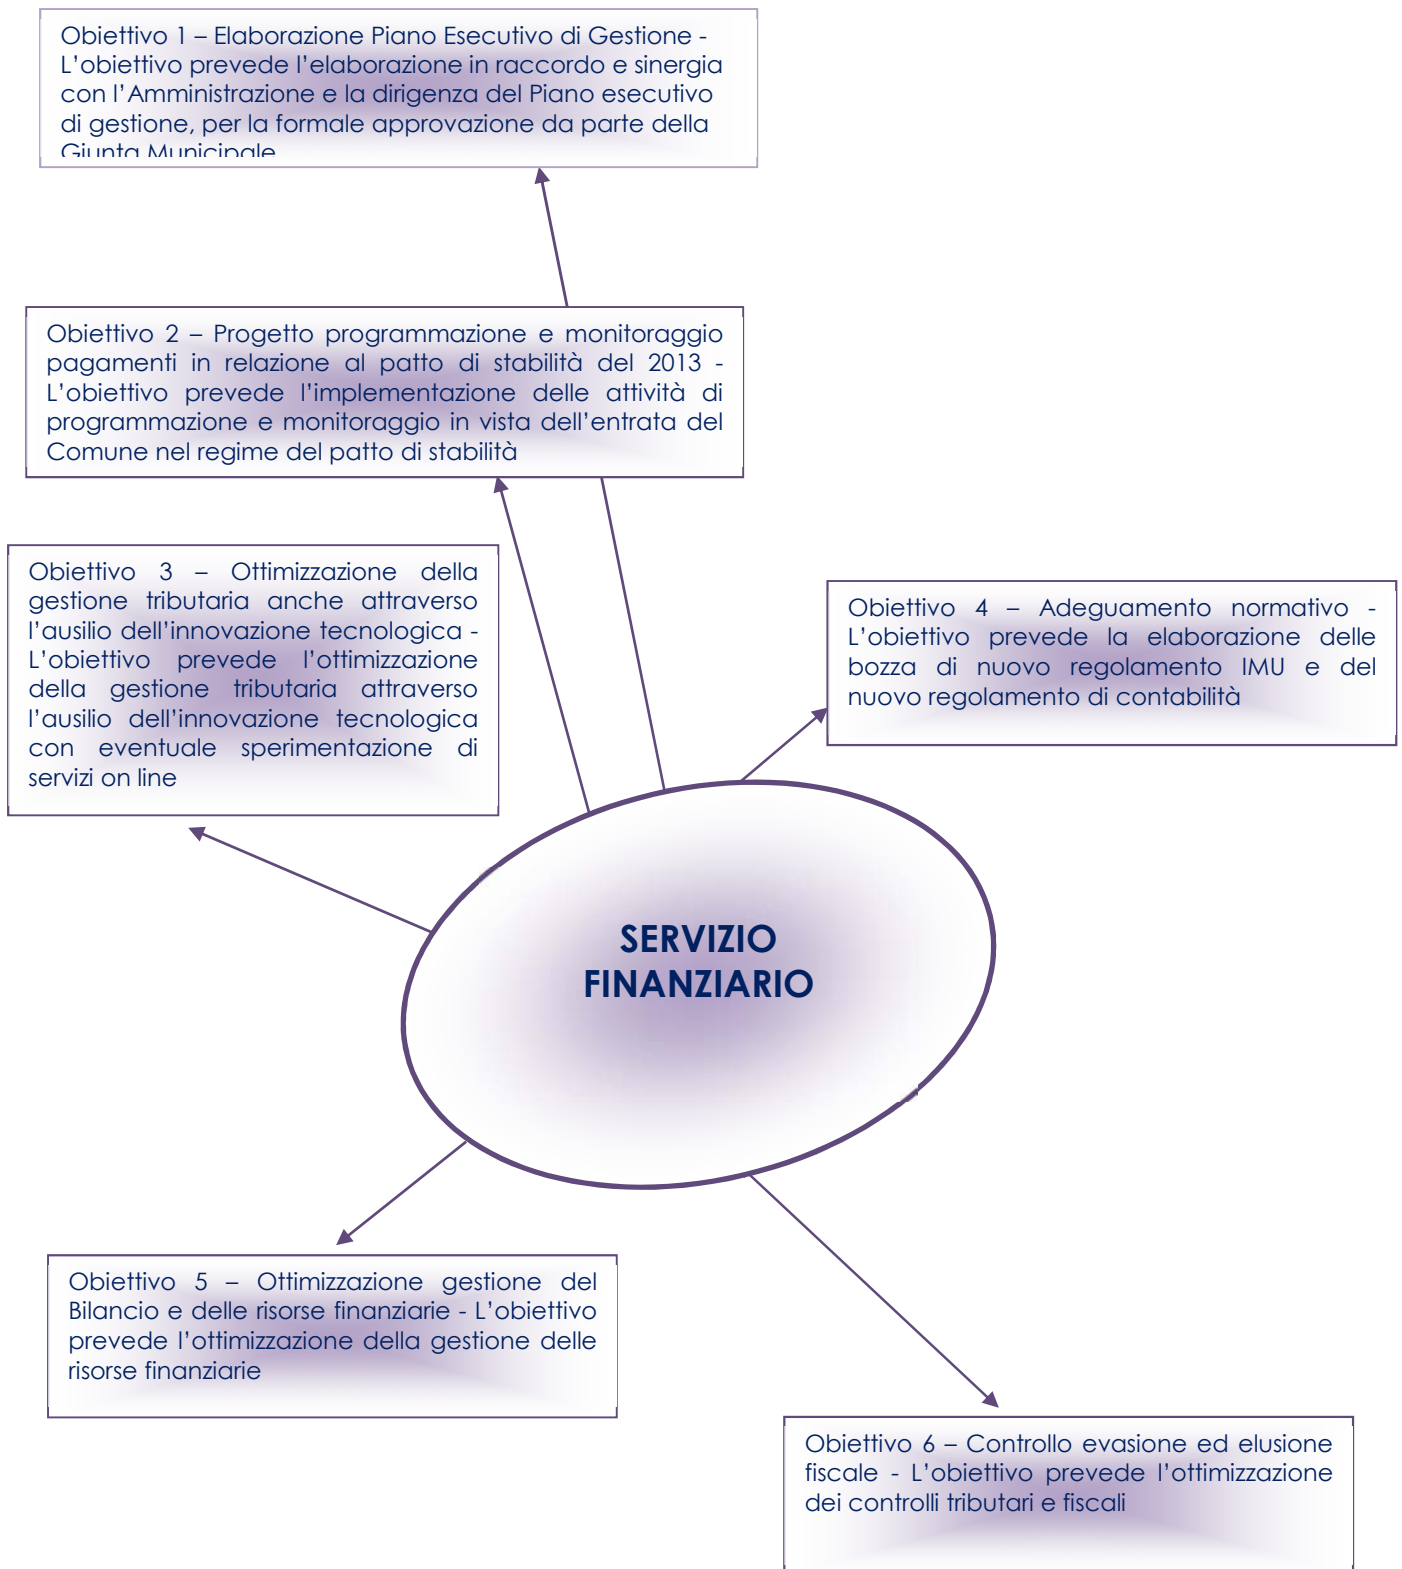 Obiettivo 1 – Elaborazione Piano Esecutivo di Gestione -
L’obiettivo prevede l’elaborazione in raccordo e sinergia
con l’Amministrazione e la dirigenza del Piano esecutivo
di gestione, per la formale approvazione da parte della
Giunta Municipale
Obiettivo 2 – Progetto programmazione e monitoraggio
pagamenti in relazione al patto di stabilità del 2013 -
L’obiettivo prevede l’implementazione delle attività di
programmazione e monitoraggio in vista dell’entrata del
Comune nel regime del patto di stabilità
Obiettivo 3 – Ottimizzazione della
gestione tributaria anche attraverso
l’ausilio dell’innovazione tecnologica -
L’obiettivo prevede l’ottimizzazione
della gestione tributaria attraverso
l’ausilio dell’innovazione tecnologica
con eventuale sperimentazione di
servizi on line
Obiettivo 4 – Adeguamento normativo -
L’obiettivo prevede la elaborazione delle
bozza di nuovo regolamento IMU e del
nuovo regolamento di contabilità
SERVIZIO
FINANZIARIO
Obiettivo 5 – Ottimizzazione gestione del
Bilancio e delle risorse finanziarie - L’obiettivo
prevede l’ottimizzazione della gestione delle
risorse finanziarie
Obiettivo 6 – Controllo evasione ed elusione
fiscale - L’obiettivo prevede l’ottimizzazione
dei controlli tributari e fiscali